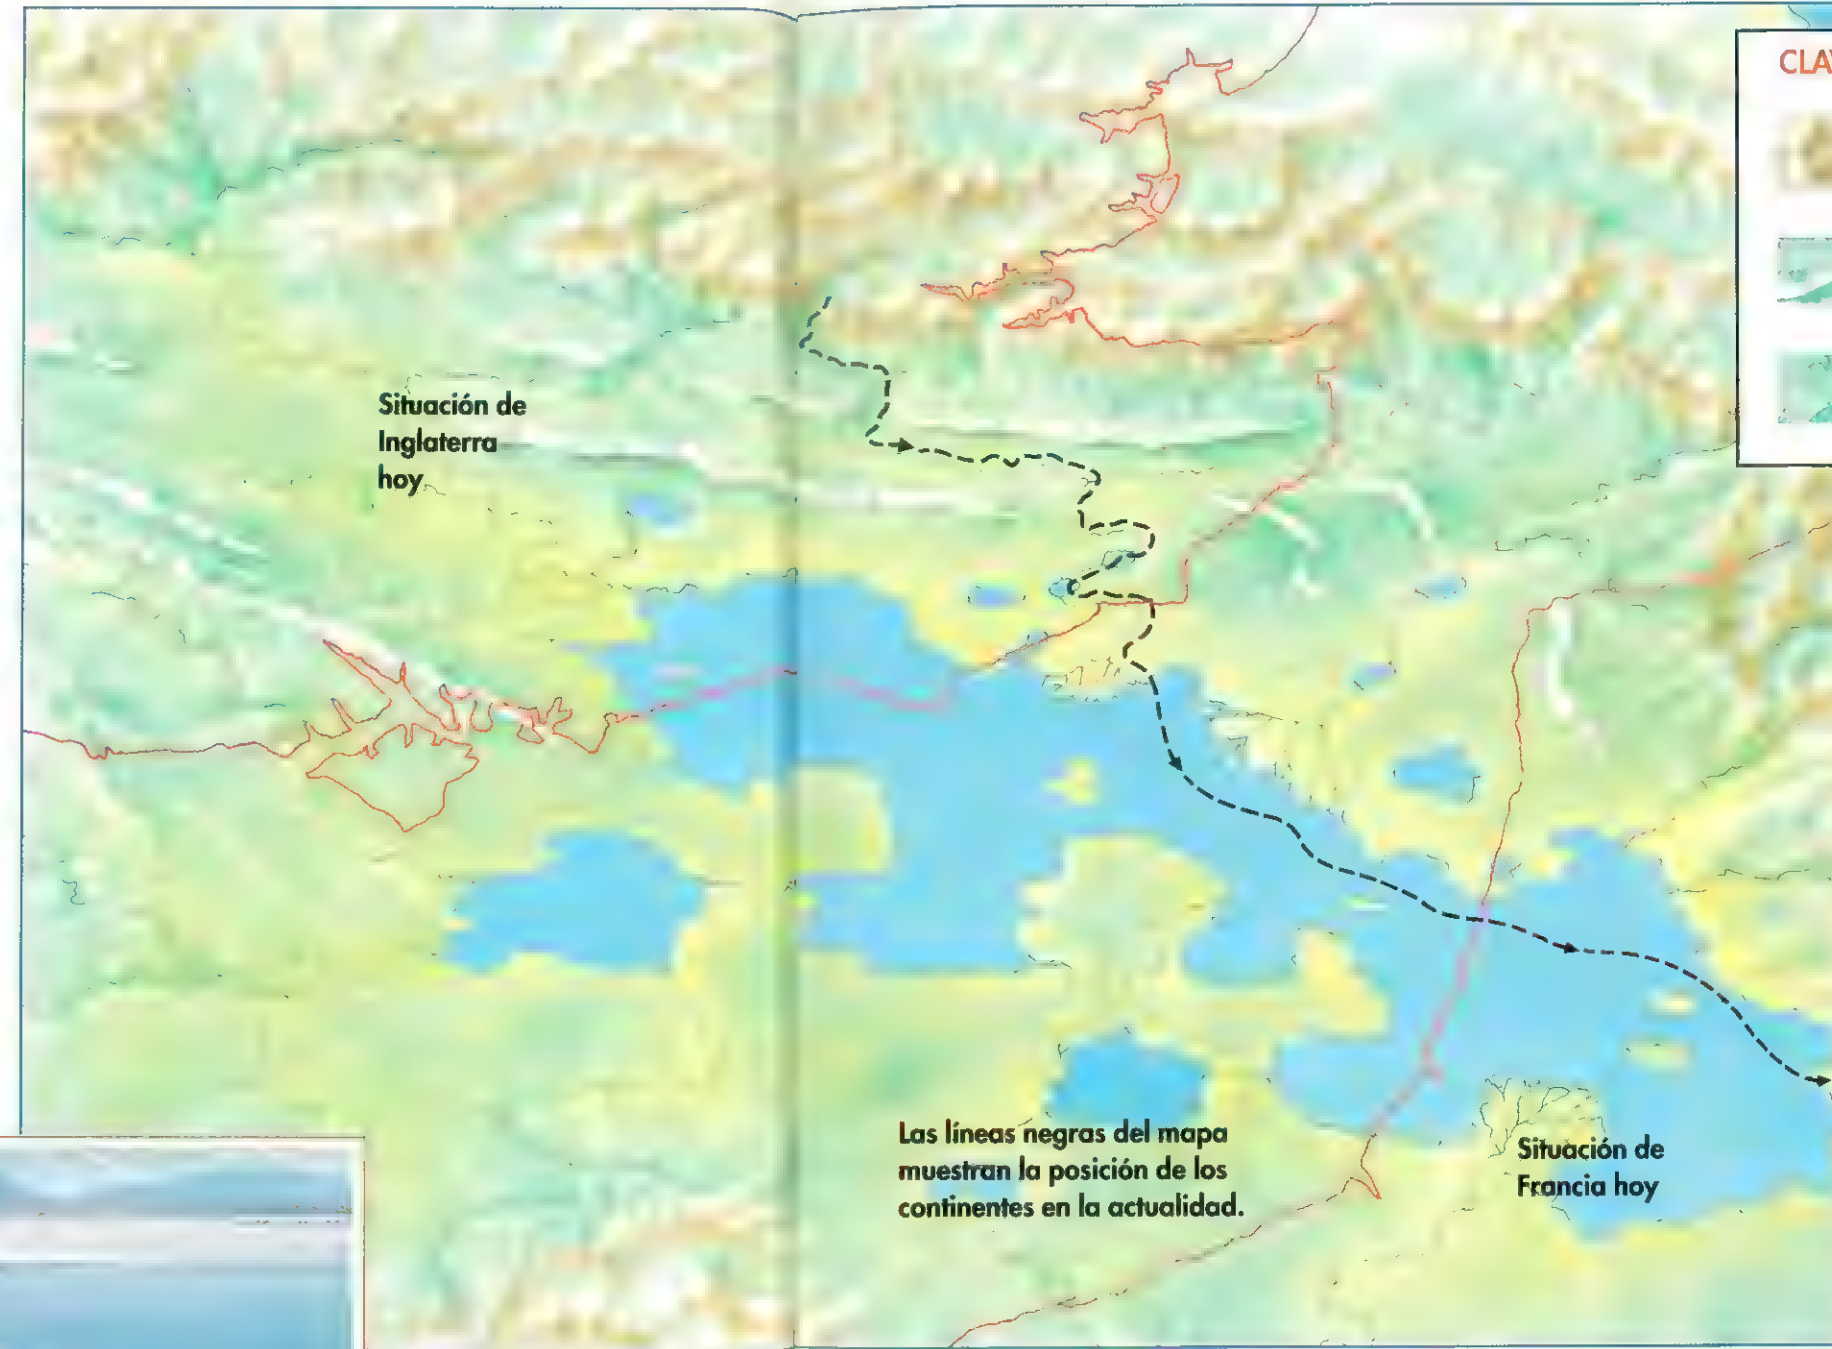 CLA
Situación de
Inglaterra
hoy
Las líneas negras del mapa
muestran la posición de los
continentes en la actualidad.
Situación de
Francia hoy